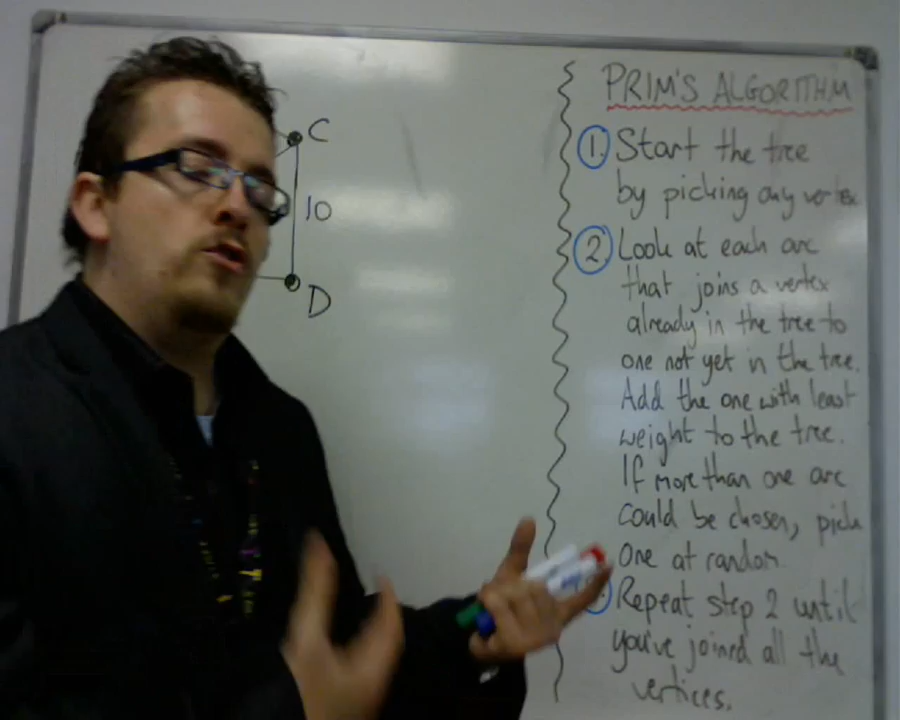 C
10
D
PRIM'S ALGORITHM
1. Start the tree
by picking any vertex
2 Look at each arc
that joins a vertex
already in the tree to
one not yet in the tree.
Add the one with least
weight to the tree.
If more than one arc
could be chosen, pick
one at random.
Repeat step 2 until
you've joined all the
vertices.